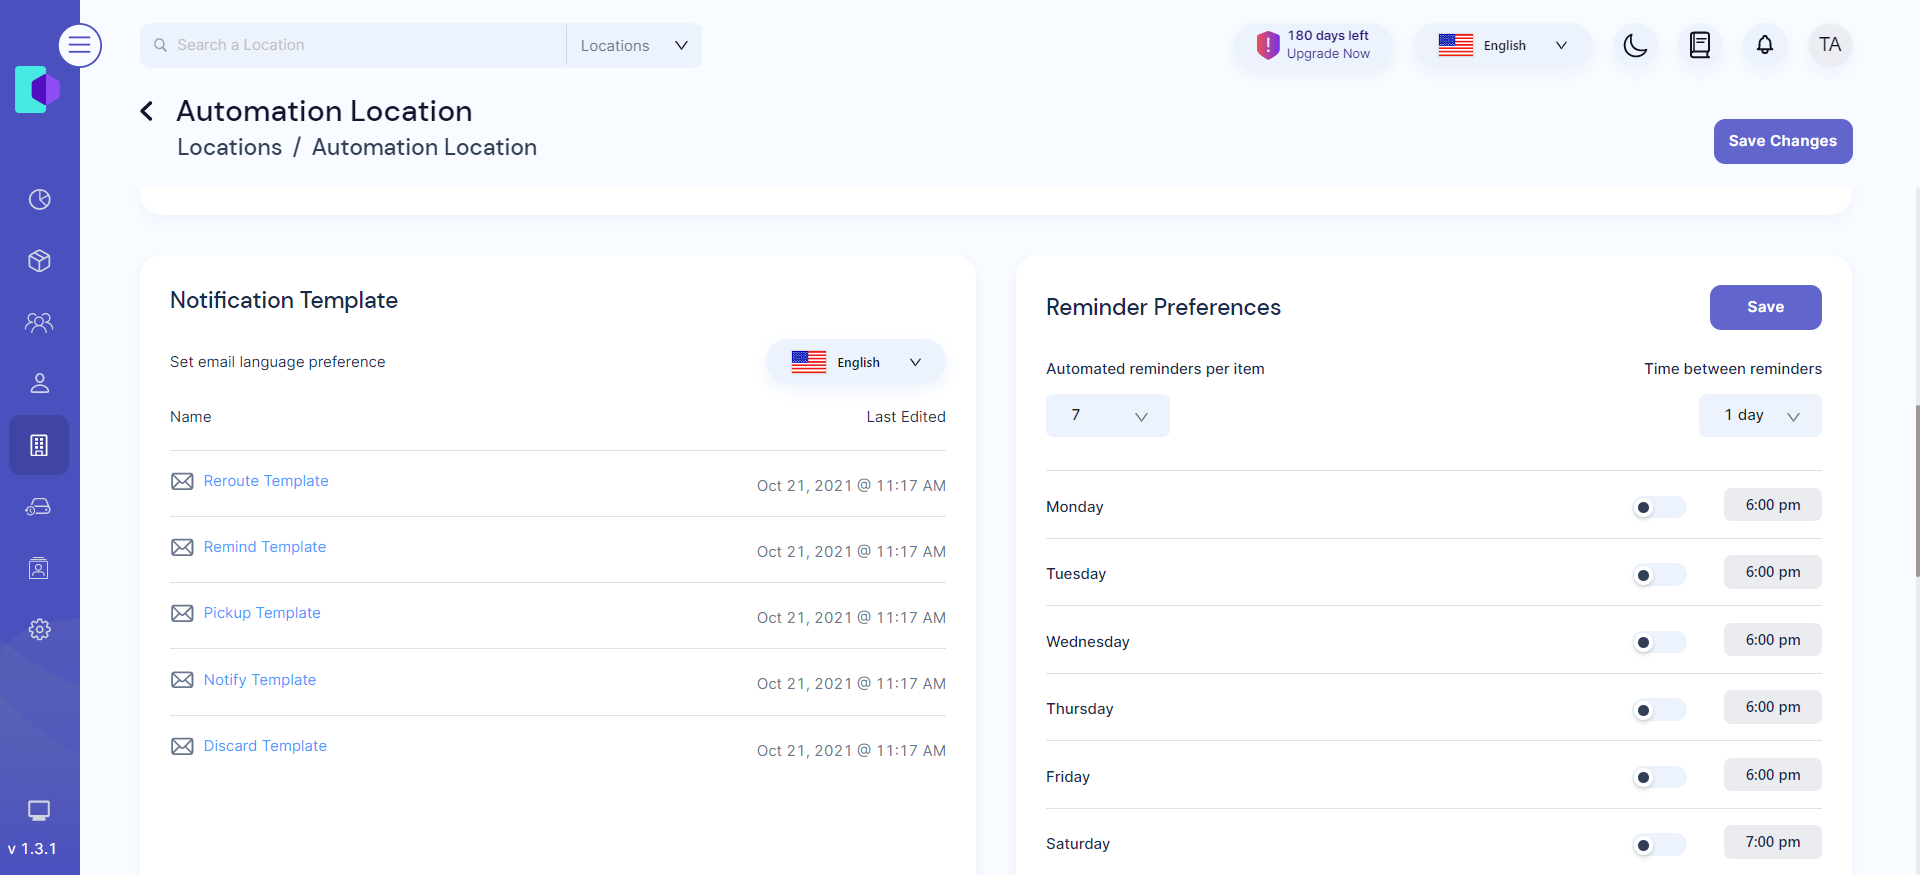 Search a Location
Locations
180 days left
Upgrade Now
English
TA
Automation Location
Locations / Automation Location
Save Changes
Notification Template
Set email language preference
English
Name
Last Edited
Reroute Template
Oct 21, 2021 @ 11:17 AM
Remind Template
Oct 21, 2021 @ 11:17 AM
Pickup Template
Oct 21, 2021 @ 11:17 AM
Notify Template
Oct 21, 2021 @ 11:17 AM
Discard Template
Oct 21, 2021 @ 11:17 AM
Reminder Preferences
Save
Automated reminders per item
Time between reminders
7
1 day
Monday
6:00 pm
Tuesday
6:00 pm
Wednesday
6:00 pm
Thursday
6:00 pm
Friday
6:00 pm
Saturday
7:00 pm
v 1.3.1